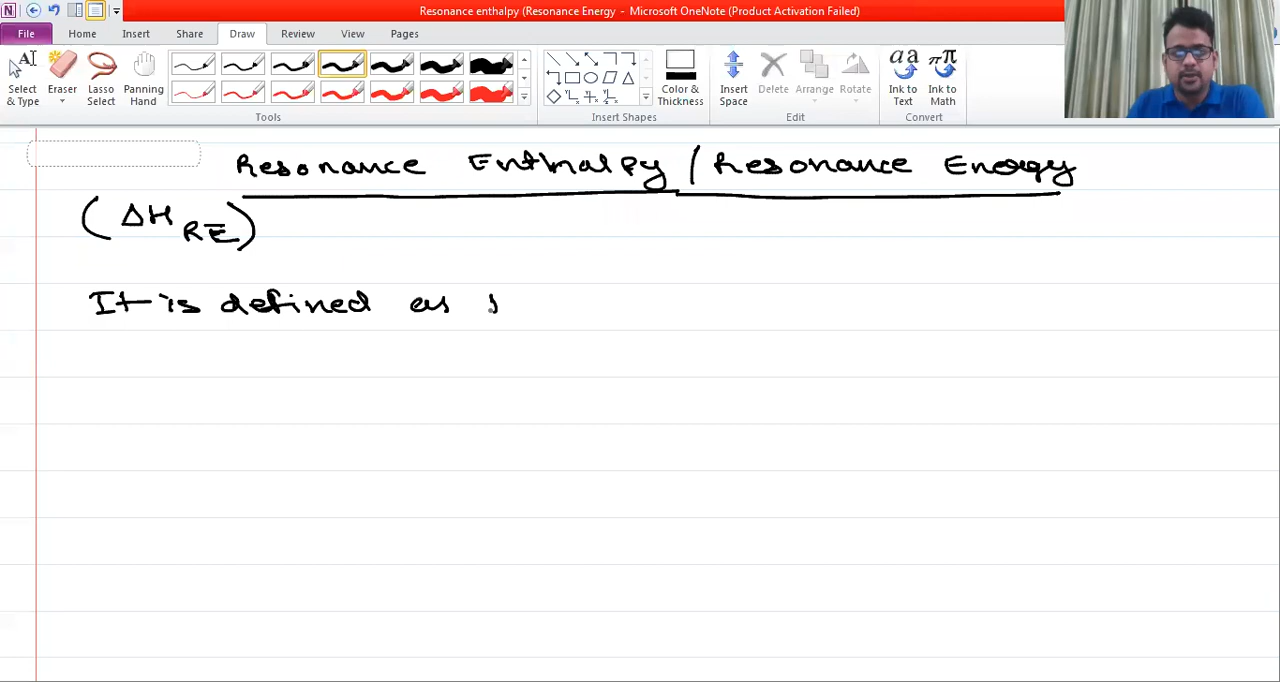 Resonance enthalpy (Resonance Energy - Microsoft OneNote (Product Activation Failed)
File Home Insert Share Draw Review View Pages
Select & Type Eraser Lasso Select Panning Hand Color & Thickness Insert Space Delete Arrange Rotate Ink to Text Ink to Math
Tools Insert Shapes Edit Convert
Resonance Enthalpy / Resonance Energy
(ΔH RE)
It is defined as